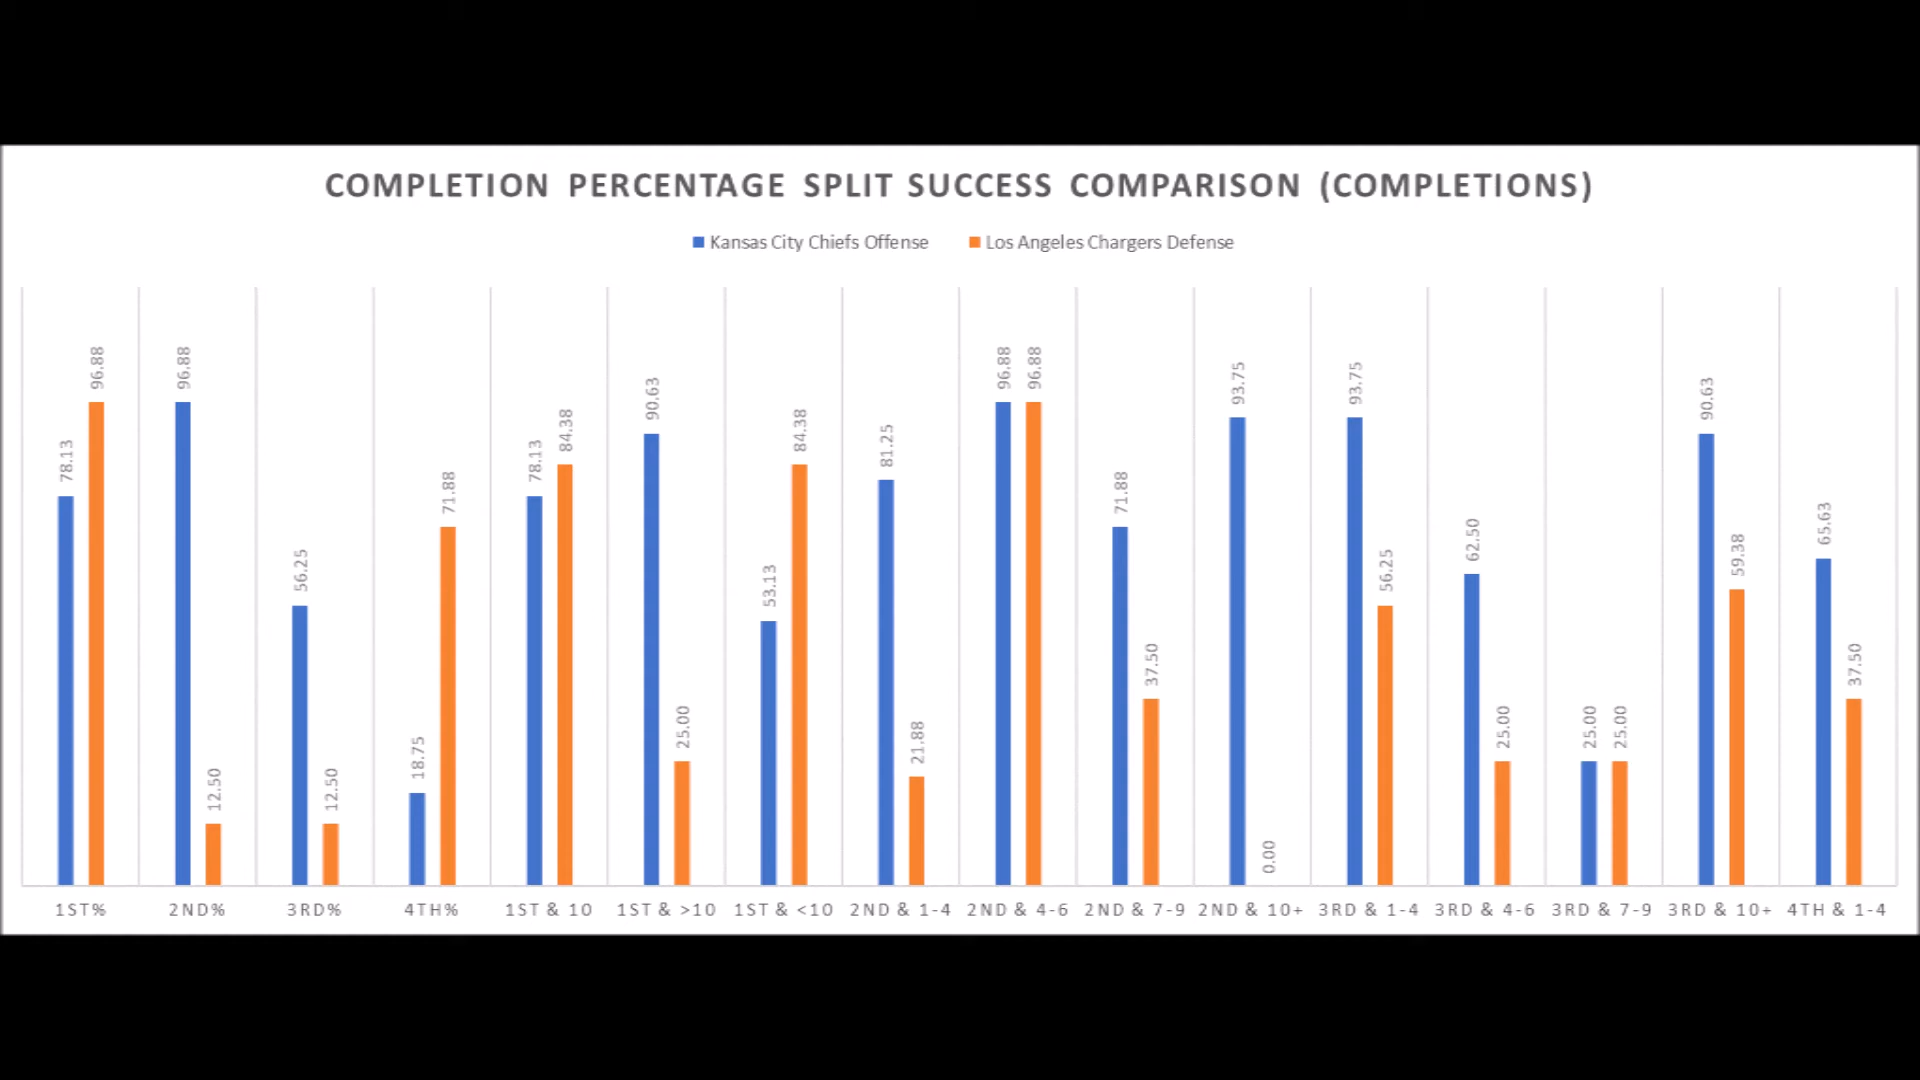 COMPLETION PERCENTAGE SPLIT SUCCESS COMPARISON (COMPLETIONS)
Kansas City Chiefs Offense Los Angeles Chargers Defense
78.13 96.88 96.88 12.50 56.25 12.50 18.75 71.88 78.13 84.38 90.63 25.00 53.13 84.38 81.25 21.88 96.88 96.88 71.88 37.50 93.75 0.00 93.75 56.25 62.50 25.00 25.00 25.00 90.63 59.38 65.63 37.50
1ST% 2ND% 3RD% 4TH% 1ST & 10 1ST & >10 1ST & <10 2ND & 1-4 2ND & 4-6 2ND & 7-9 2ND & 10+ 3RD & 1-4 3RD & 4-6 3RD & 7-9 3RD & 10+ 4TH & 1-4